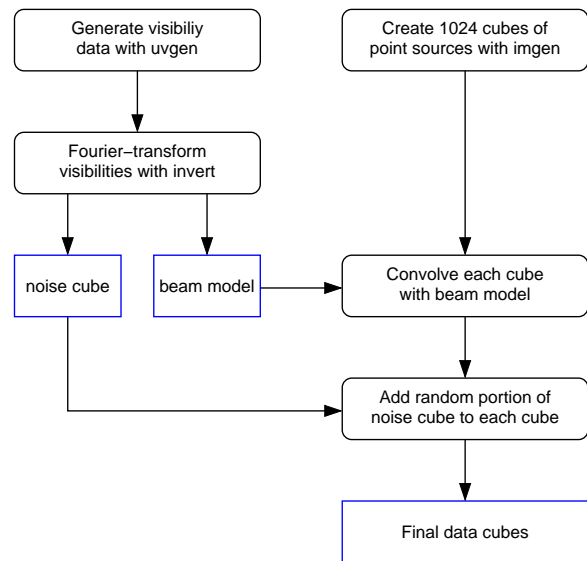 Generate visibiliy
data with uvgen
Create 1024 cubes of
point sources with imgen
Fourier−transform
visibilities with invert
noise cube
beam model
Convolve each cube
with beam model
Add random portion of
noise cube to each cube
Final data cubes